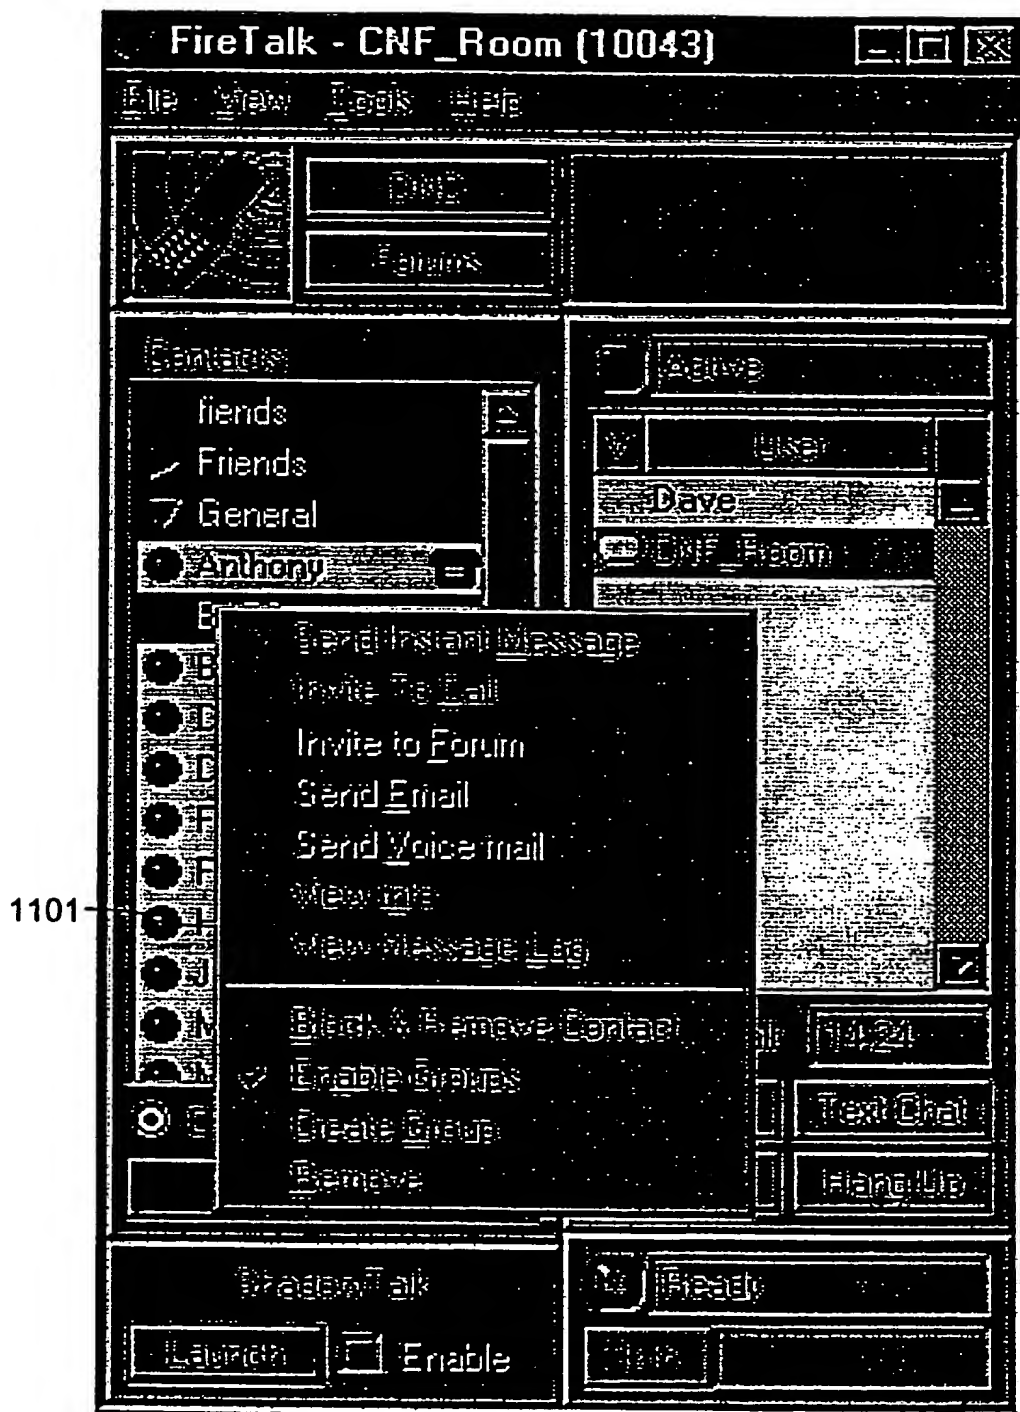 FireTalk - CNF_Room (10043)
File View Tools Help
DND
Forums
Contacts
Active
fiends
Friends
General
User
Dave
Anthony
CNF_Room
B
Send Instant Message
Invite To Call
Invite to Forum
Send Email
Send Voice mail
View Info
View Message Log
1101
Block & Remove Contact
Enable Groups
Create Group
Remove
14:24
Text Chat
Hang Up
Ready
Launch
Enable